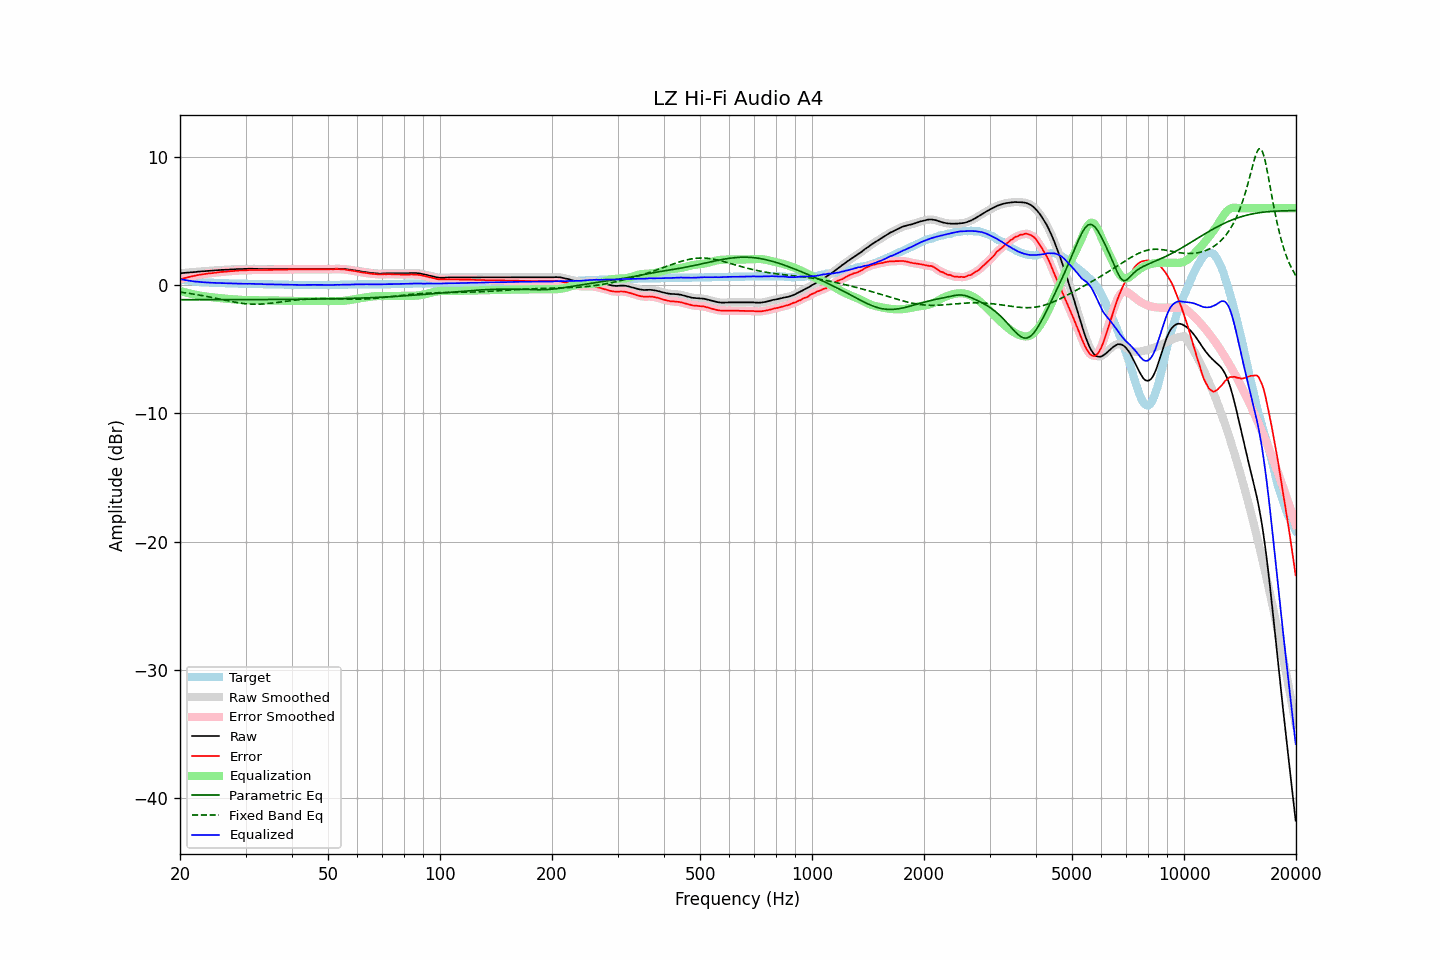 LZ Hi-Fi Audio A4
10
0
−10
−20
−30
−40
Amplitude (dBr)
Target
Raw Smoothed
Error Smoothed
Raw
Error
Equalization
Parametric Eq
Fixed Band Eq
Equalized
20 50 100 200 500 1000 2000 5000 10000 20000
Frequency (Hz)